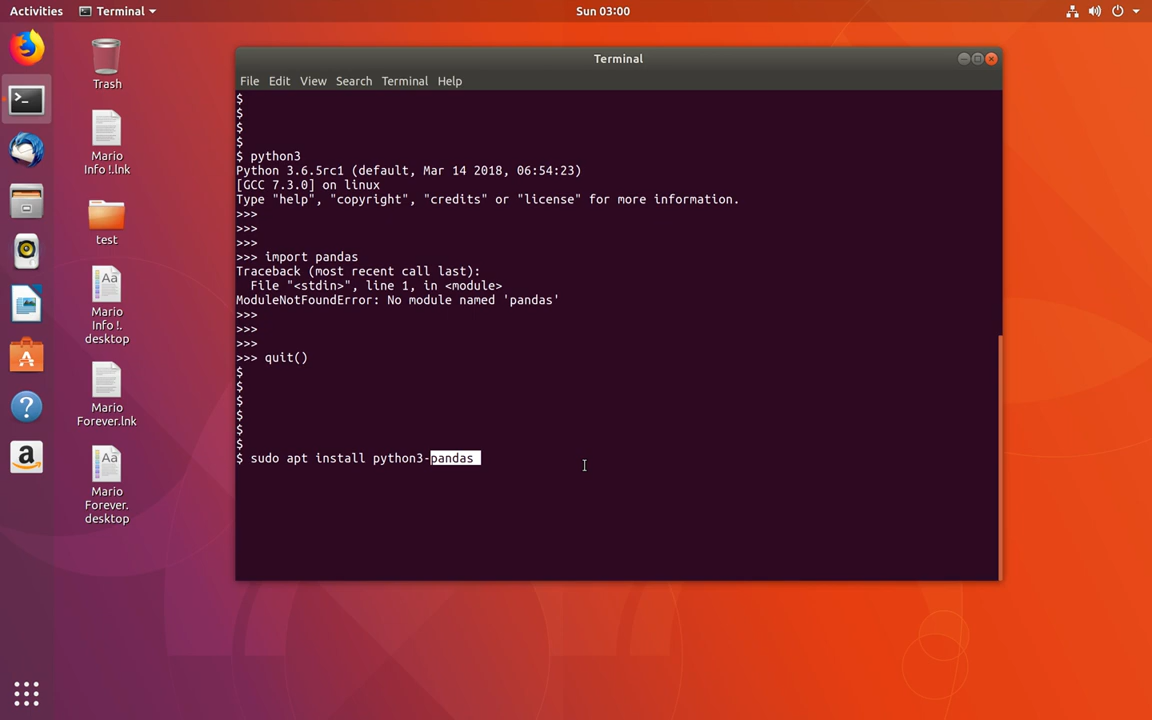 Activities
Terminal
Sun 03:00
Trash
Mario
Info !.lnk
test
Mario
Info !.
desktop
Mario
Forever.lnk
Mario
Forever.
desktop
Terminal
File Edit View Search Terminal Help
$
$
$
$
$ python3
Python 3.6.5rc1 (default, Mar 14 2018, 06:54:23)
[GCC 7.3.0] on linux
Type "help", "copyright", "credits" or "license" for more information.
>>>
>>>
>>>
>>> import pandas
Traceback (most recent call last):
  File "<stdin>", line 1, in <module>
ModuleNotFoundError: No module named 'pandas'
>>>
>>>
>>>
>>> quit()
$
$
$
$
$
$
$ sudo apt install python3-pandas